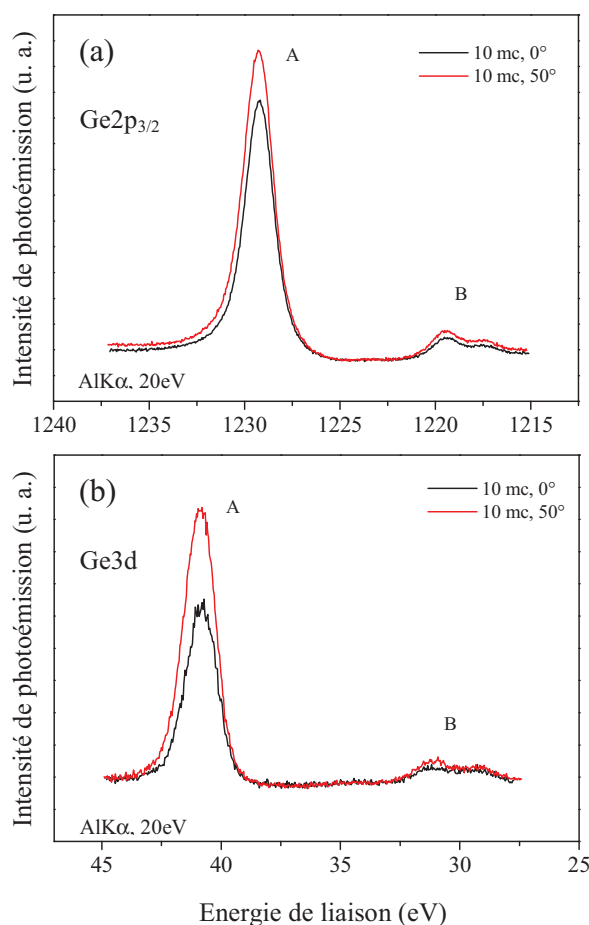 (a)
A
10 mc, 0°
10 mc, 50°
Ge2p3/2
B
AlKα, 20eV
Intensité de photoémission (u. a.)
1240 1235 1230 1225 1220 1215
(b)
A
10 mc, 0°
10 mc, 50°
Ge3d
B
AlKα, 20eV
Intensité de photoémission (u. a.)
45 40 35 30 25
Energie de liaison (eV)